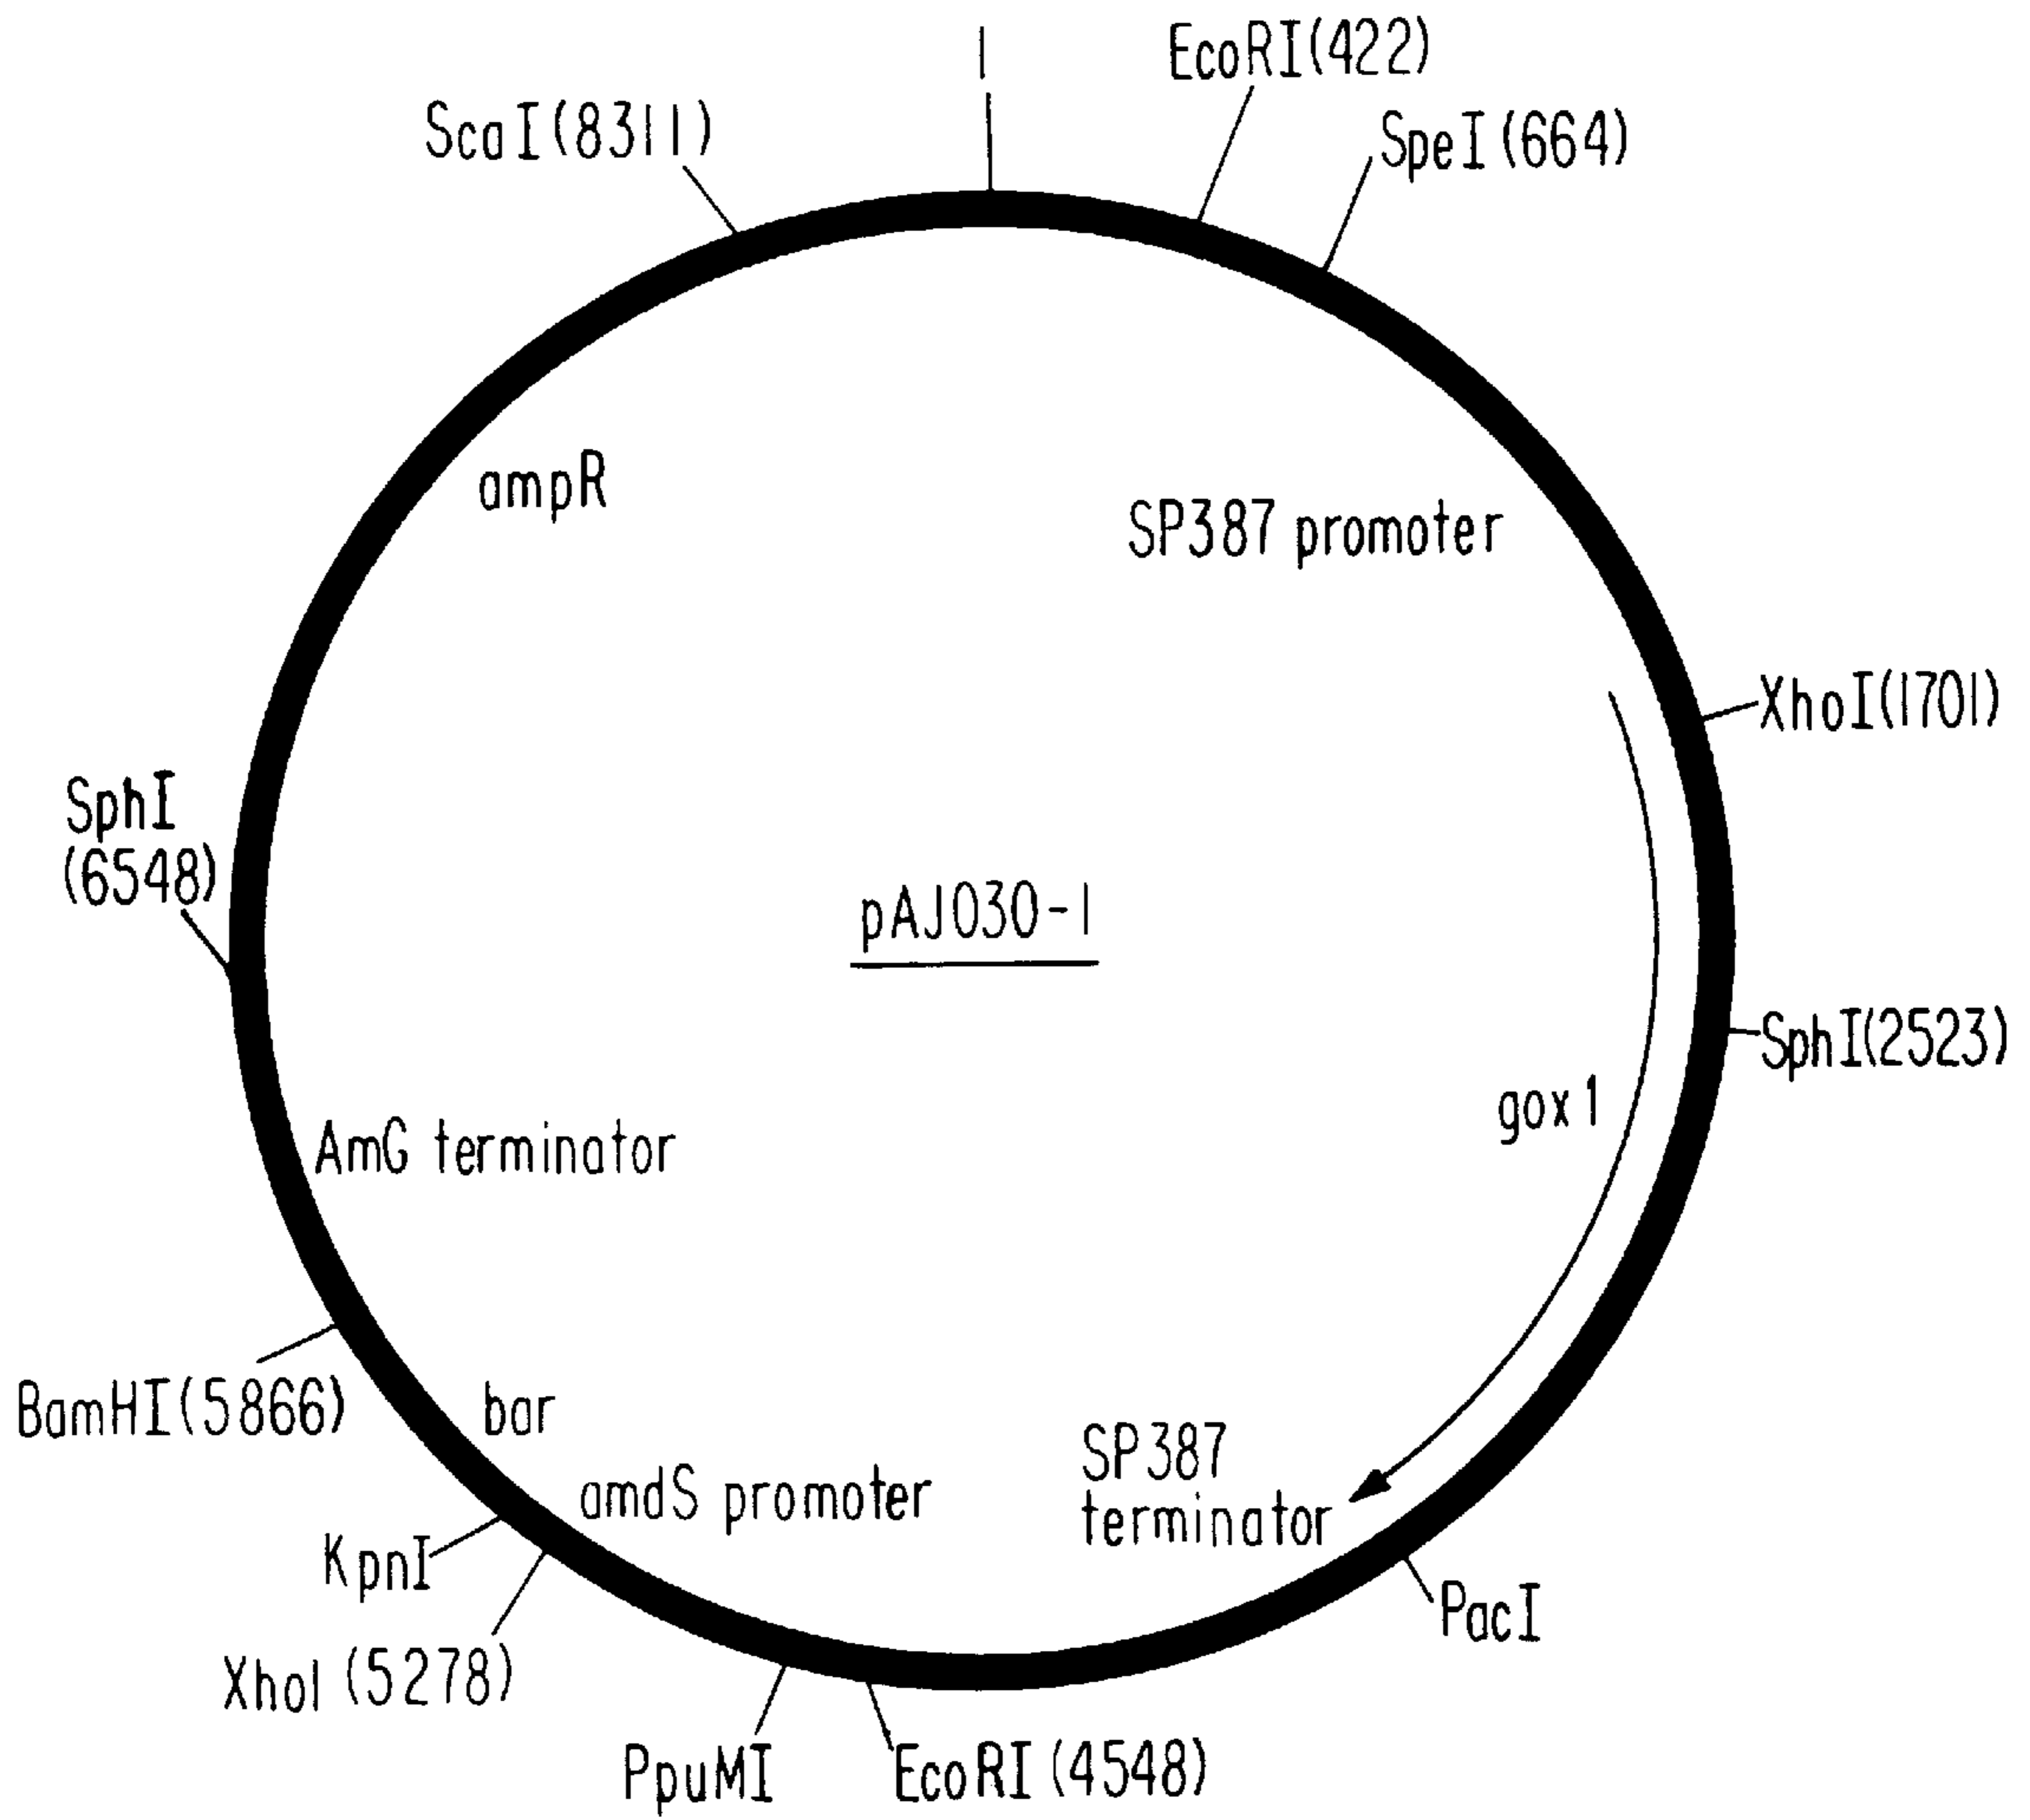 1
EcoRI(422)
ScaI(8311)
SpeI(664)
ampR
SP387 promoter
XhoI(1701)
SphI
(6548)
pAJ030-1
SphI(2523)
gox1
AmG terminator
BamHI(5866)
bar
SP387
terminator
amdS promoter
KpnI
PacI
XhoI (5278)
PpuMI
EcoRI (4548)